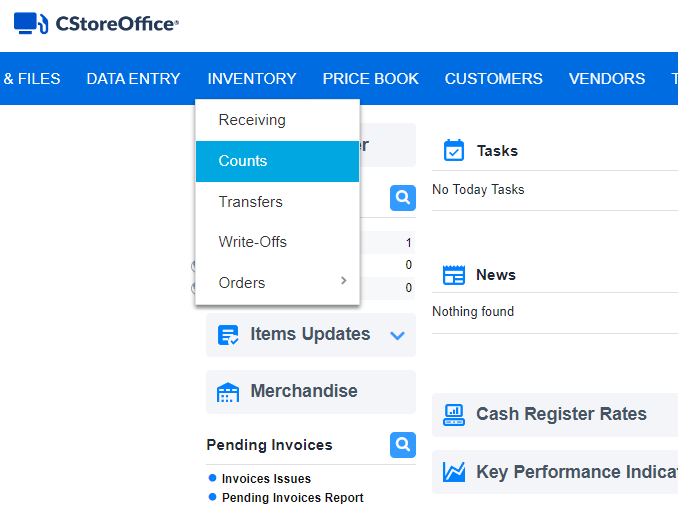 CStoreOffice®
& FILES DATA ENTRY INVENTORY PRICE BOOK CUSTOMERS VENDORS T
Receiving
Counts
Transfers
Write-Offs
Orders
r
1
0
0
Items Updates
Merchandise
Pending Invoices
Invoices Issues
Pending Invoices Report
Tasks
No Today Tasks
News
Nothing found
Cash Register Rates
Key Performance Indica